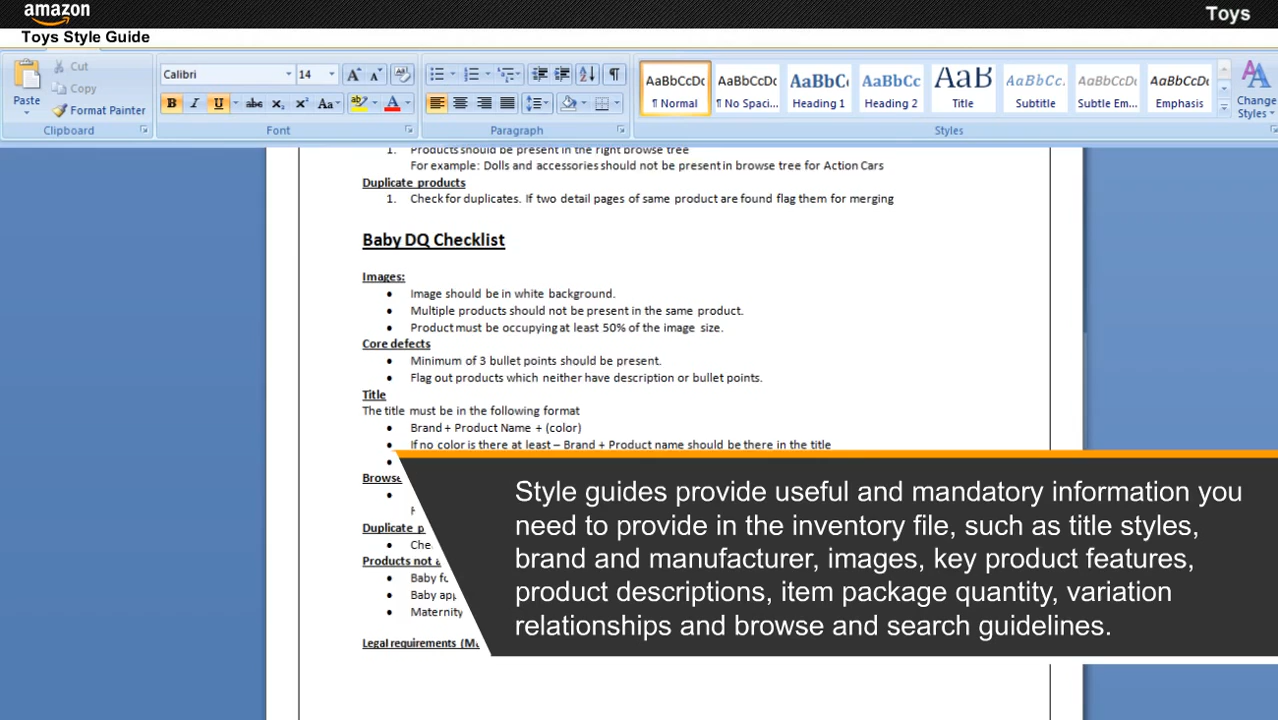 amazon
Toys
Toys Style Guide
Cut
Calibri
14
AaBbCcDc
AaBbCcDc
AaBbC
AaBbCc
AaB
AaBbCc.
AaBbCcDc
AaBbCcDc
Paste
Copy
Format Painter
B I U abc x₂ x² Aa
¶ Normal
¶ No Spaci...
Heading 1
Heading 2
Title
Subtitle
Subtle Em...
Emphasis
Change
Styles
Clipboard
Font
Paragraph
Styles
1. Products should be present in the right browse tree
For example: Dolls and accessories should not be present in browse tree for Action Cars
Duplicate products
1. Check for duplicates. If two detail pages of same product are found flag them for merging
Baby DQ Checklist
Images:
• Image should be in white background.
• Multiple products should not be present in the same product.
• Product must be occupying at least 50% of the image size.
Core defects
• Minimum of 3 bullet points should be present.
• Flag out products which neither have description or bullet points.
Title
The title must be in the following format
• Brand + Product Name + (color)
• If no color is there at least – Brand + Product name should be there in the title
Browse
Duplicate p
• Che
Products not a
• Baby fo
• Baby app
• Maternity
Legal requirements (M
Style guides provide useful and mandatory information you
need to provide in the inventory file, such as title styles,
brand and manufacturer, images, key product features,
product descriptions, item package quantity, variation
relationships and browse and search guidelines.